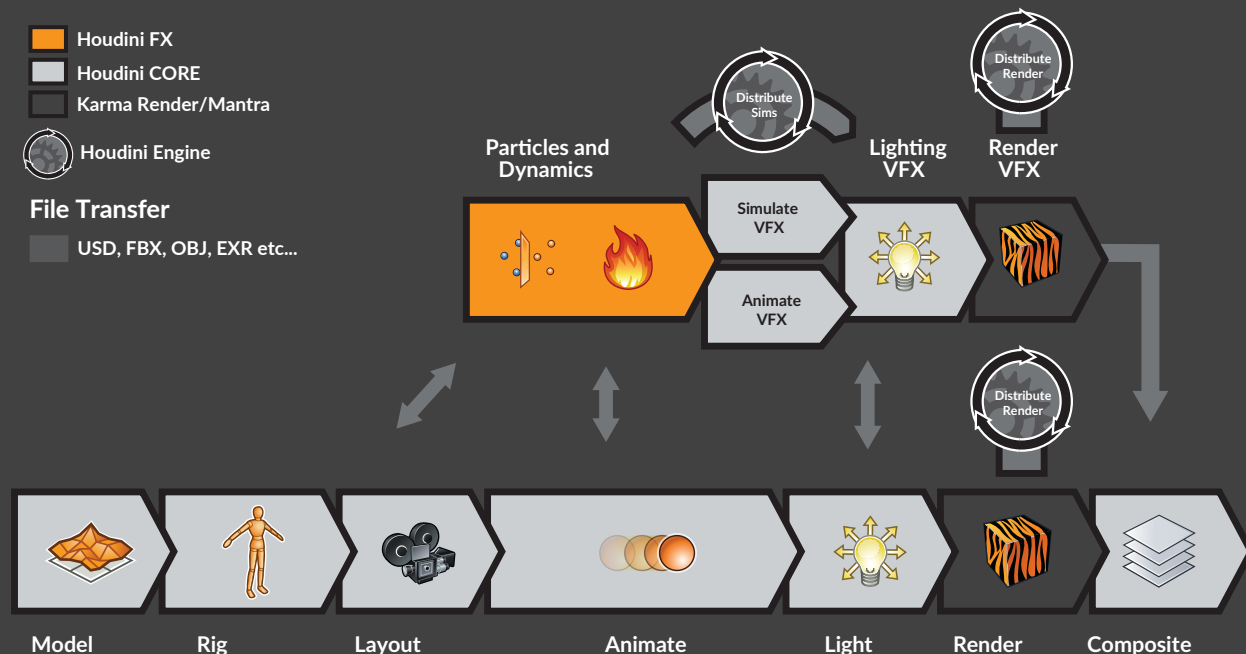 Houdini FX
Houdini CORE
Karma Render/Mantra
Houdini Engine
File Transfer
USD, FBX, OBJ, EXR etc...
Distribute
Sims
Distribute
Render
Particles and
Dynamics
Lighting
VFX
Render
VFX
Simulate
VFX
Animate
VFX
Distribute
Render
Model
Rig
Layout
Animate
Light
Render
Composite